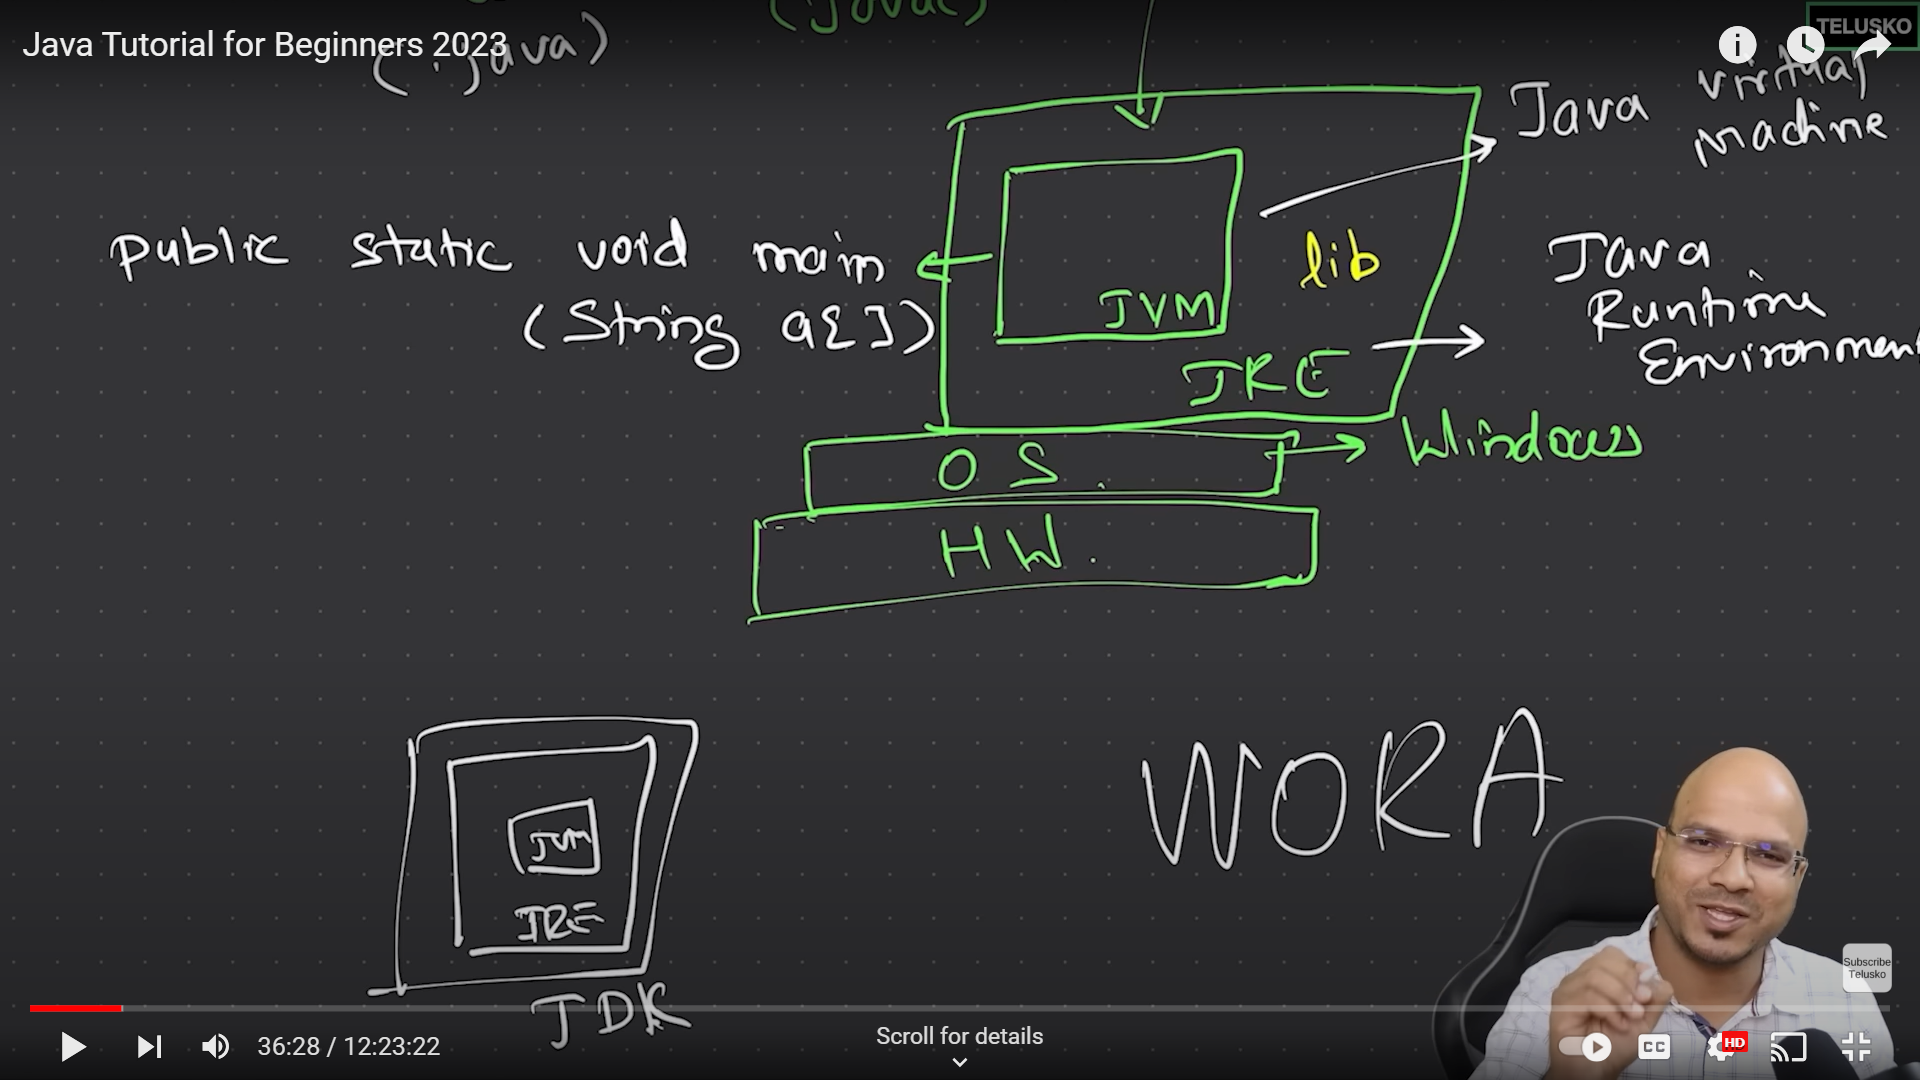 (Javac)
TELUSKO
Java Tutorial for Beginners 2023
(.java)
Java Virtual
Machine
public static void main
(String a[])
lib
JVM
Java
Runtime
Environment
JRE
OS.
Windows
HW.
WORA
JVM
JRE
JDK
Subscribe
Telusko
36:28 / 12:23:22
Scroll for details
CC
HD